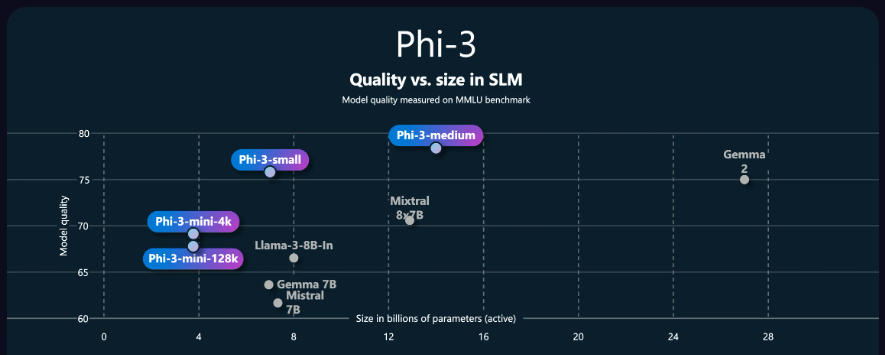 Phi-3
Quality vs. size in SLM
Model quality measured on MMLU benchmark
80
Phi-3-medium
Phi-3-small
Gemma
2
75
Mixtral
8x7B
Phi-3-mini-4k
70
Model quality
Llama-3-8B-In
Phi-3-mini-128k
65
Gemma 7B
Mistral
7B
60
Size in billions of parameters (active)
0 4 8 12 16 20 24 28